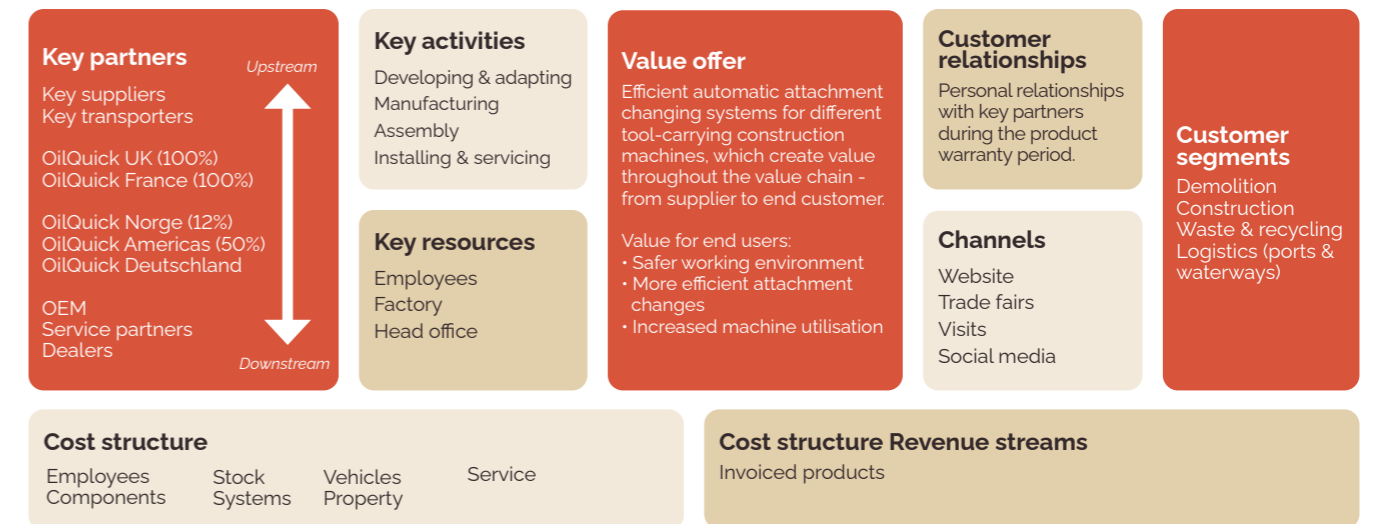 Key partners
Upstream
Key suppliers
Key transporters
OilQuick UK (100%)
OilQuick France (100%)
OilQuick Norge (12%)
OilQuick Americas (50%)
OilQuick Deutschland
OEM
Service partners
Dealers
Downstream
Key activities
Developing & adapting
Manufacturing
Assembly
Installing & servicing
Key resources
Employees
Factory
Head office
Value offer
Efficient automatic attachment
changing systems for different
tool-carrying construction
machines, which create value
throughout the value chain -
from supplier to end customer.
Value for end users:
• Safer working environment
• More efficient attachment
changes
• Increased machine utilisation
Customer
relationships
Personal relationships
with key partners
during the product
warranty period.
Channels
Website
Trade fairs
Visits
Social media
Customer
segments
Demolition
Construction
Waste & recycling
Logistics (ports &
waterways)
Cost structure
Employees
Components
Stock
Systems
Vehicles
Property
Service
Cost structure Revenue streams
Invoiced products